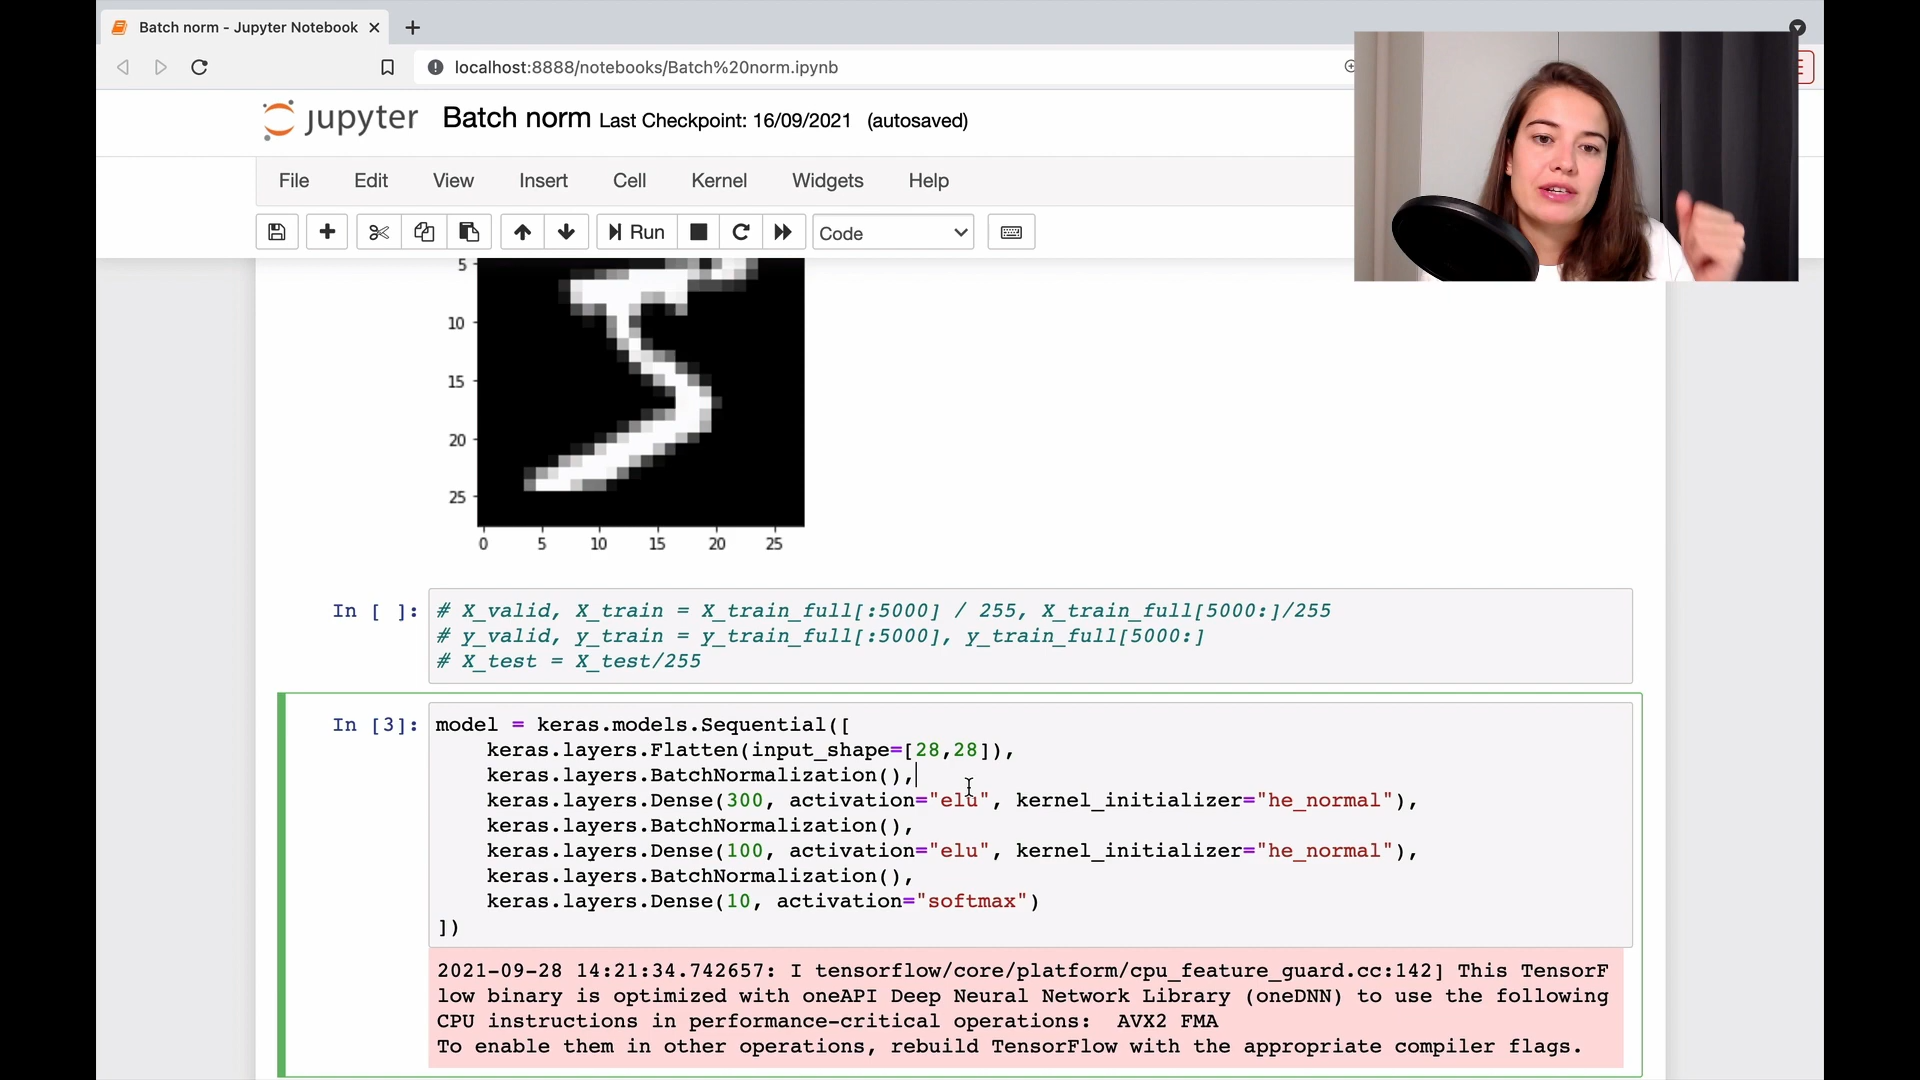 Batch norm - Jupyter Notebook
localhost:8888/notebooks/Batch%20norm.ipynb
jupyter Batch norm Last Checkpoint: 16/09/2021 (autosaved)
File Edit View Insert Cell Kernel Widgets Help
Run Code
5
10
15
20
25
0 5 10 15 20 25
In [ ]: # X_valid, X_train = X_train_full[:5000] / 255, X_train_full[5000:]/255
# y_valid, y_train = y_train_full[:5000], y_train_full[5000:]
# X_test = X_test/255
In [3]: model = keras.models.Sequential([
keras.layers.Flatten(input_shape=[28,28]),
keras.layers.BatchNormalization(),
keras.layers.Dense(300, activation="elu", kernel_initializer="he_normal"),
keras.layers.BatchNormalization(),
keras.layers.Dense(100, activation="elu", kernel_initializer="he_normal"),
keras.layers.BatchNormalization(),
keras.layers.Dense(10, activation="softmax")
])
2021-09-28 14:21:34.742657: I tensorflow/core/platform/cpu_feature_guard.cc:142] This TensorF
low binary is optimized with oneAPI Deep Neural Network Library (oneDNN) to use the following
CPU instructions in performance-critical operations: AVX2 FMA
To enable them in other operations, rebuild TensorFlow with the appropriate compiler flags.